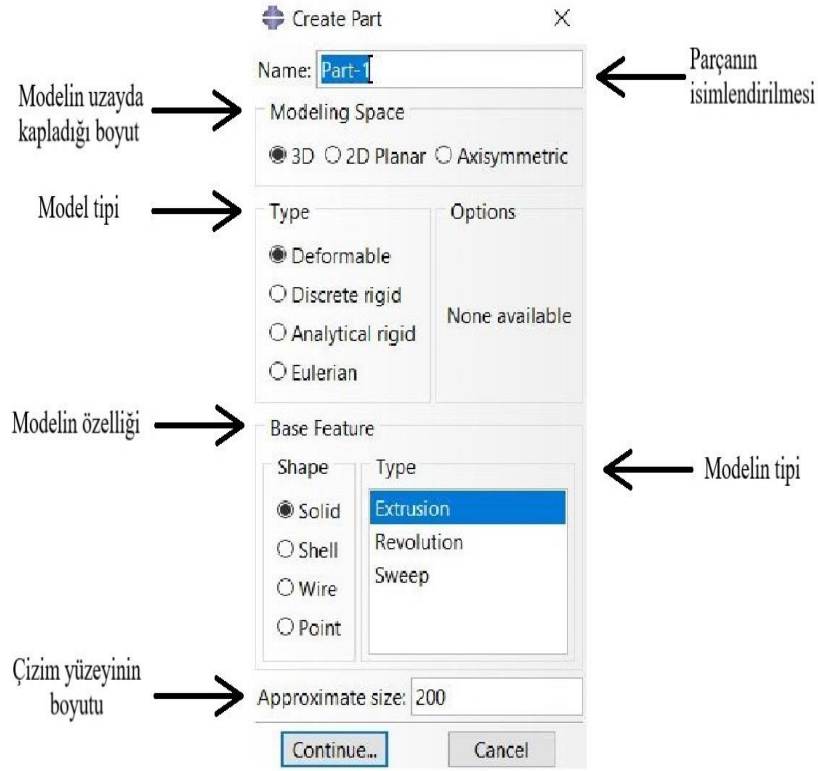 Create Part
Name: Part-1
Parçanın
isimlendirilmesi
Modelin uzayda
kapladığı boyut
Modeling Space
3D 2D Planar Axisymmetric
Model tipi
Type
Options
Deformable
Discrete rigid
Analytical rigid
Eulerian
None available
Modelin özelliği
Base Feature
Shape
Type
Modelin tipi
Solid
Shell
Wire
Point
Extrusion
Revolution
Sweep
Çizim yüzeyinin
boyutu
Approximate size: 200
Continue... Cancel